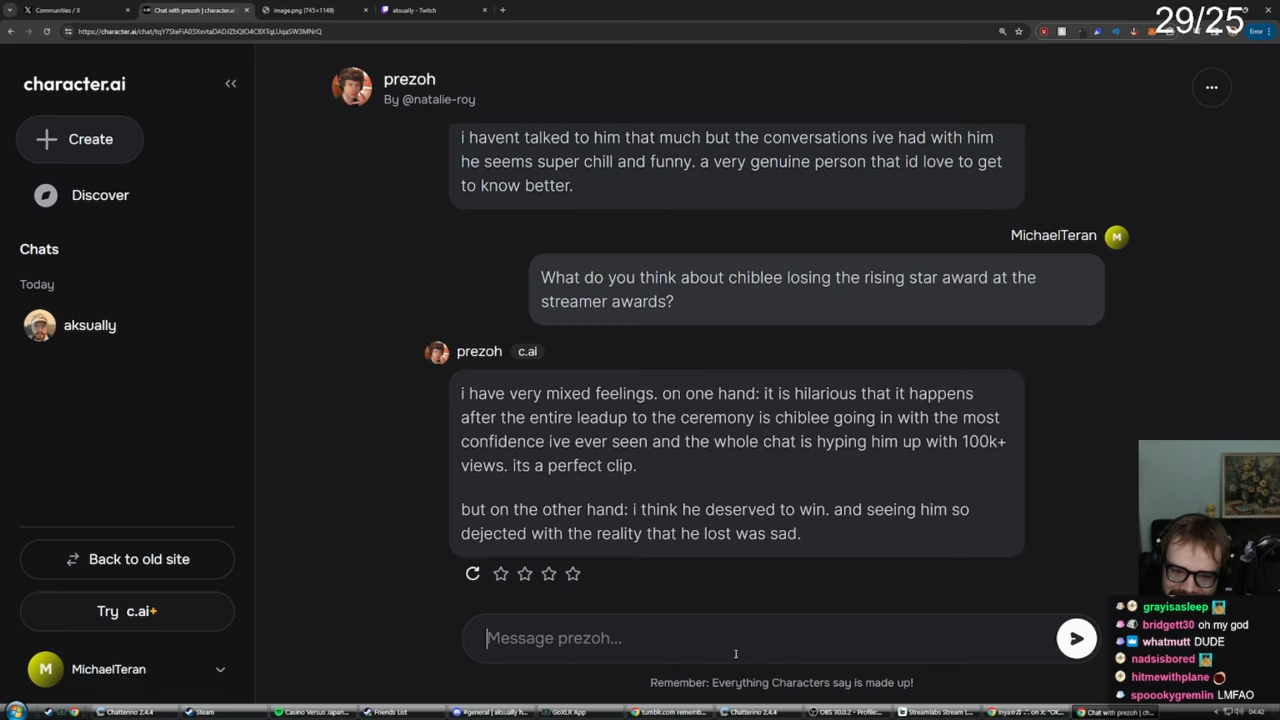 Communities / X
Chat with prezoh | character.ai
image.png (745×1149)
aksually - Twitch
29/25
https://character.ai/chat/tqY7SteFiA03XxvtaDADJZbQlO4C8XTqLUqaSW3MNrQ
Error
character.ai
prezoh
By @natalie-roy
Create
Discover
Chats
Today
aksually
i havent talked to him that much but the conversations ive had with him
he seems super chill and funny. a very genuine person that id love to get
to know better.
MichaelTeran
M
What do you think about chiblee losing the rising star award at the
streamer awards?
prezoh c.ai
i have very mixed feelings. on one hand: it is hilarious that it happens
after the entire leadup to the ceremony is chiblee going in with the most
confidence ive ever seen and the whole chat is hyping him up with 100k+
views. its a perfect clip.
but on the other hand: i think he deserved to win. and seeing him so
dejected with the reality that he lost was sad.
Back to old site
Try c.ai+
M MichaelTeran
Message prezoh...
Remember: Everything Characters say is made up!
grayisasleep
bridgett30 oh my god
whatmutt DUDE
nadsisbored
hitmewithplane
spoookygremlin LMFAO
Chatterino 2.4.4
Steam
Casino Versus Japan...
Friends List
#general | aksually h...
GoXLR App
tumblr.com rememb...
Chatterino 2.4.4
OBS 30.0.2 - Profile:...
Streamlabs Stream L...
Chat with prezoh | ch...
04:42